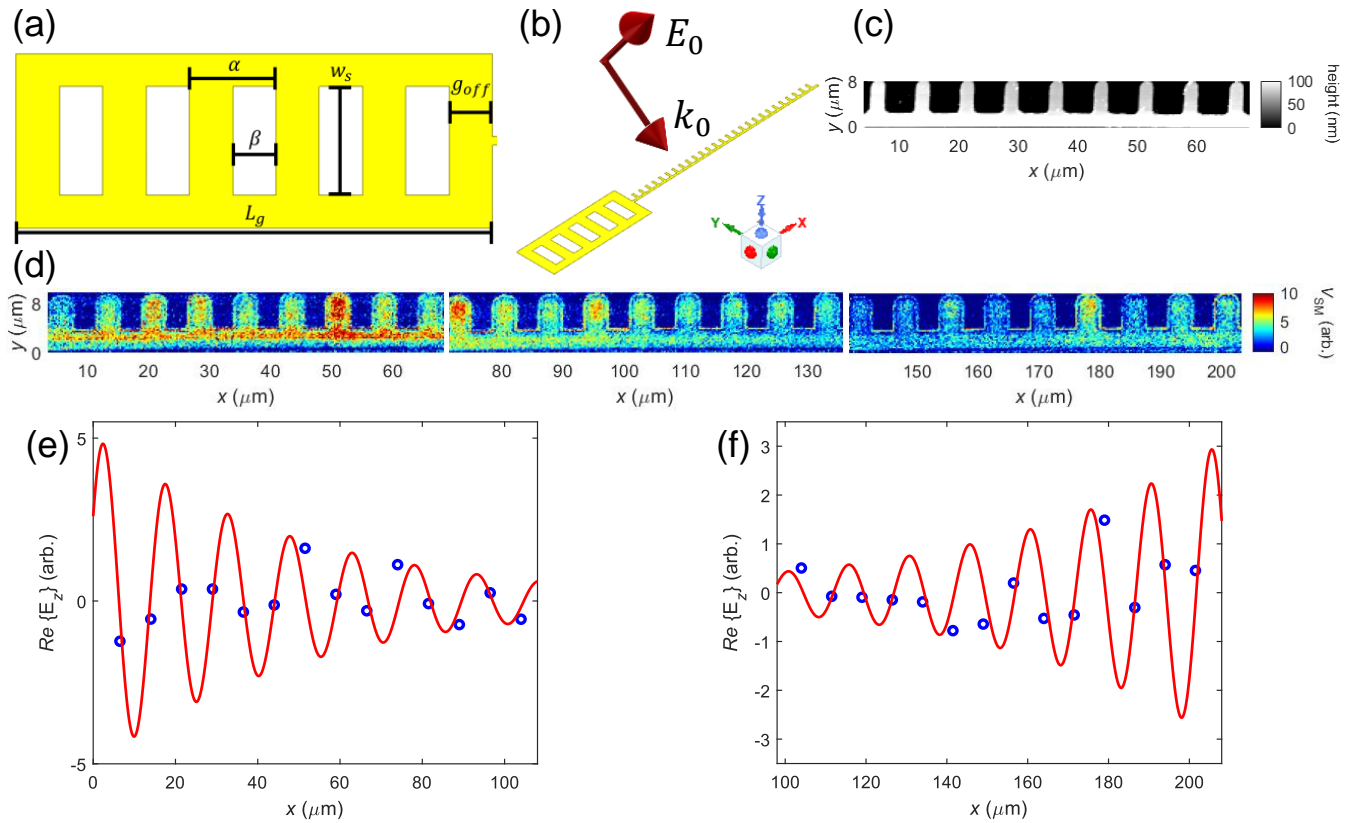 (a)
α
w_s
g_off
β
L_g
(b)
E_0
k_0
Z
Y
X
(c)
8
0
y (μm)
10 20 30 40 50 60
x (μm)
100
50
0
height (nm)
(d)
8
0
y (μm)
10 20 30 40 50 60
x (μm)
80 90 100 110 120 130
x (μm)
150 160 170 180 190 200
x (μm)
10
5
0
V_SM (arb.)
(e)
5
0
-5
Re {E_z} (arb.)
0 20 40 60 80 100
x (μm)
(f)
3
2
1
0
-1
-2
-3
Re {E_z} (arb.)
100 120 140 160 180 200
x (μm)